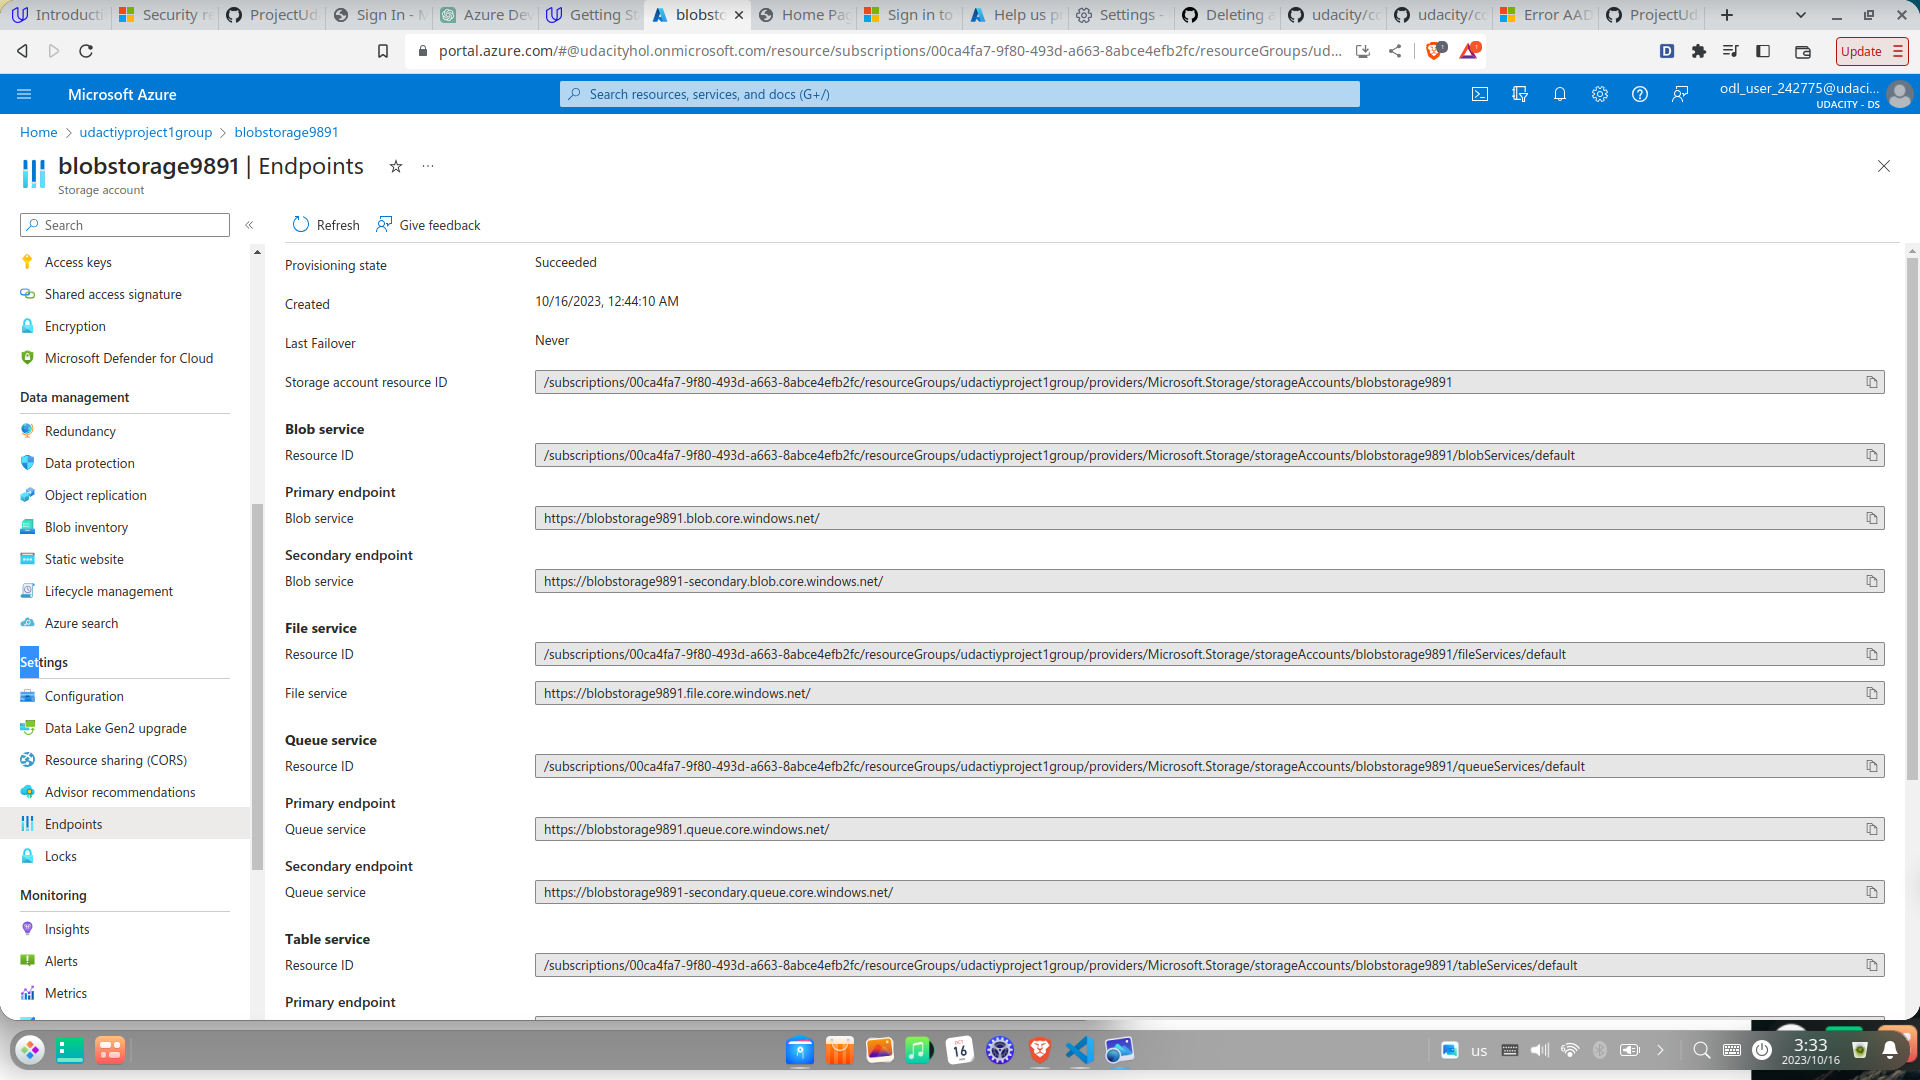 Introducti
Security re
ProjectUd
Sign In - M
Azure Dev
Getting St
blobsto
Home Pag
Sign in to
Help us p
Settings -
Deleting a
udacity/cd
udacity/cd
Error AAD
ProjectUd
portal.azure.com/#@udacityhol.onmicrosoft.com/resource/subscriptions/00ca4fa7-9f80-493d-a663-8abce4efb2fc/resourceGroups/ud...
1
1
Update
Microsoft Azure
Search resources, services, and docs (G+/)
odl_user_242775@udaci...
UDACITY - DS
Home > udactiyproject1group > blobstorage9891
blobstorage9891 | Endpoints
Storage account
Search
Refresh
Give feedback
Access keys
Shared access signature
Encryption
Microsoft Defender for Cloud
Data management
Redundancy
Data protection
Object replication
Blob inventory
Static website
Lifecycle management
Azure search
Settings
Configuration
Data Lake Gen2 upgrade
Resource sharing (CORS)
Advisor recommendations
Endpoints
Locks
Monitoring
Insights
Alerts
Metrics
Provisioning state
Succeeded
Created
10/16/2023, 12:44:10 AM
Last Failover
Never
Storage account resource ID
/subscriptions/00ca4fa7-9f80-493d-a663-8abce4efb2fc/resourceGroups/udactiyproject1group/providers/Microsoft.Storage/storageAccounts/blobstorage9891
Blob service
Resource ID
/subscriptions/00ca4fa7-9f80-493d-a663-8abce4efb2fc/resourceGroups/udactiyproject1group/providers/Microsoft.Storage/storageAccounts/blobstorage9891/blobServices/default
Primary endpoint
Blob service
https://blobstorage9891.blob.core.windows.net/
Secondary endpoint
Blob service
https://blobstorage9891-secondary.blob.core.windows.net/
File service
Resource ID
/subscriptions/00ca4fa7-9f80-493d-a663-8abce4efb2fc/resourceGroups/udactiyproject1group/providers/Microsoft.Storage/storageAccounts/blobstorage9891/fileServices/default
File service
https://blobstorage9891.file.core.windows.net/
Queue service
Resource ID
/subscriptions/00ca4fa7-9f80-493d-a663-8abce4efb2fc/resourceGroups/udactiyproject1group/providers/Microsoft.Storage/storageAccounts/blobstorage9891/queueServices/default
Primary endpoint
Queue service
https://blobstorage9891.queue.core.windows.net/
Secondary endpoint
Queue service
https://blobstorage9891-secondary.queue.core.windows.net/
Table service
Resource ID
/subscriptions/00ca4fa7-9f80-493d-a663-8abce4efb2fc/resourceGroups/udactiyproject1group/providers/Microsoft.Storage/storageAccounts/blobstorage9891/tableServices/default
Primary endpoint
OCT
16
us
3:33
2023/10/16